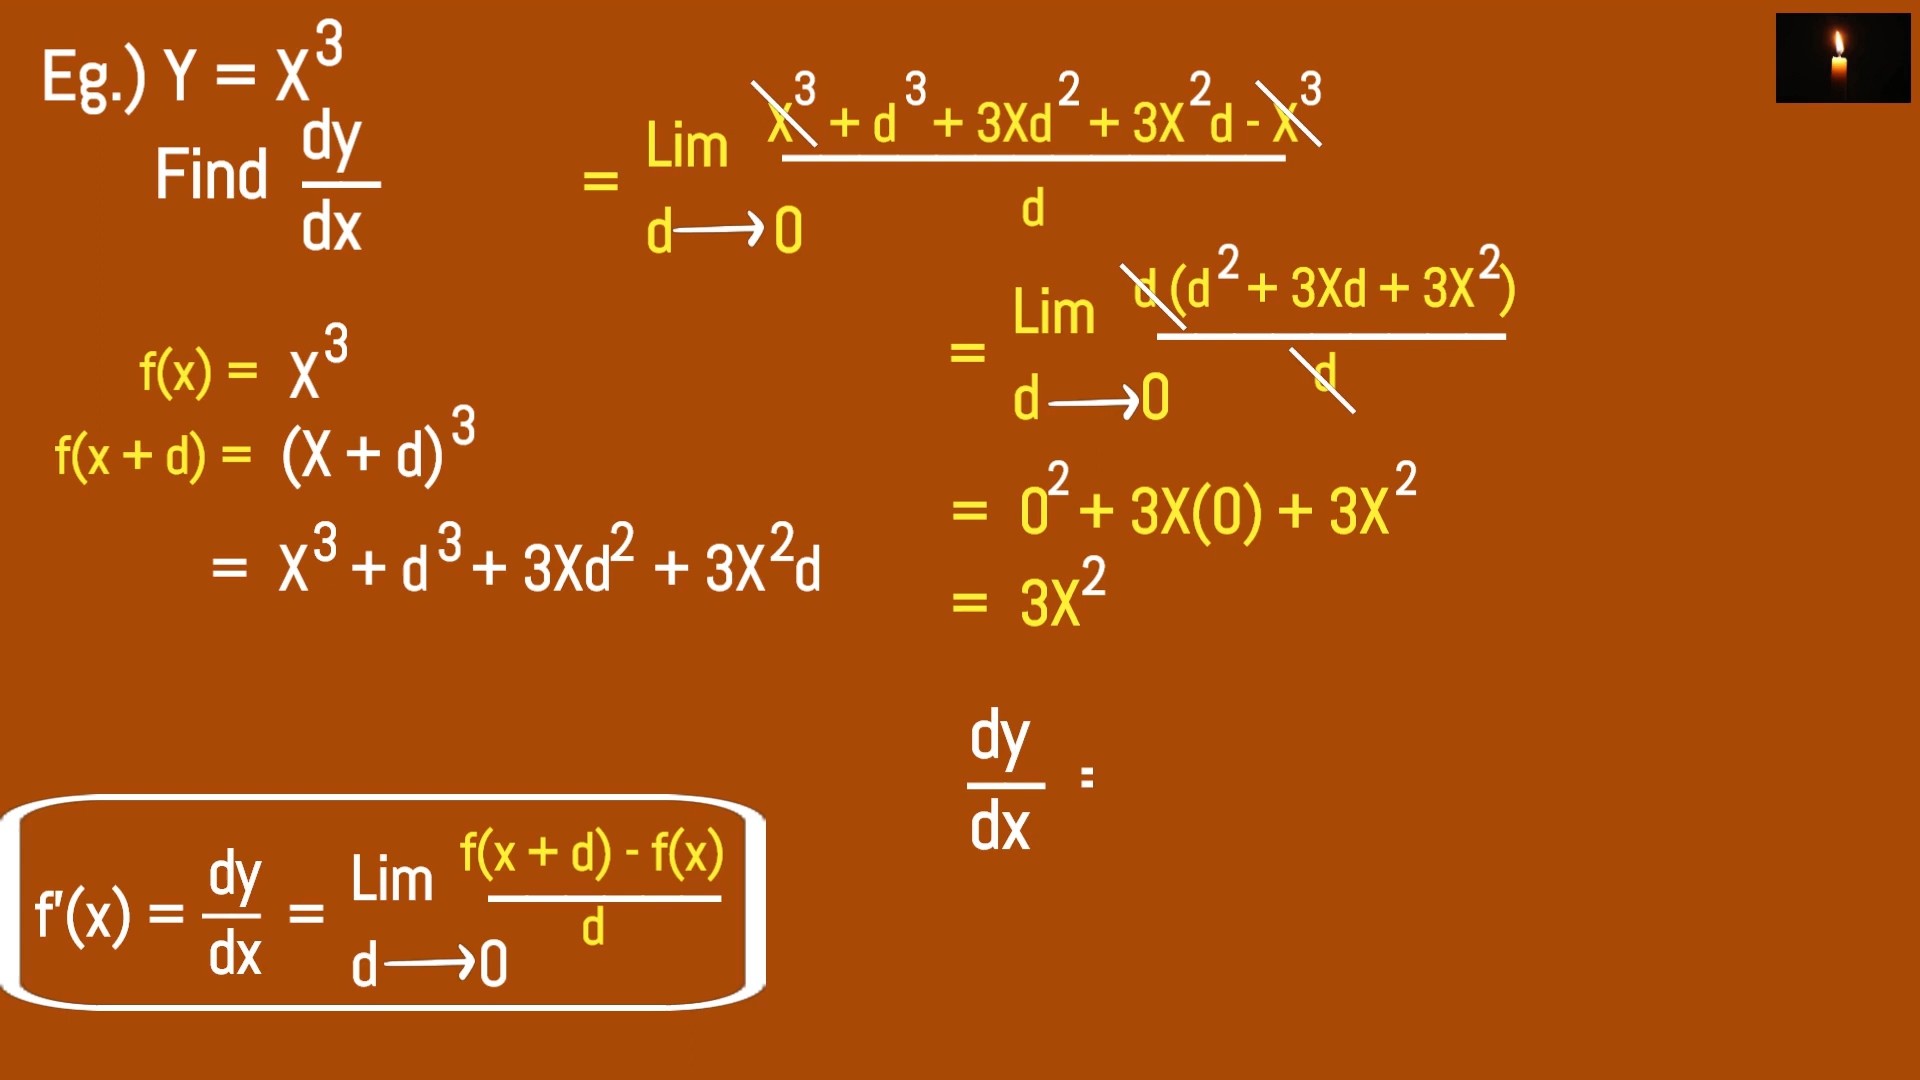 Eg.) Y = X³
Find dy/dx
f(x) = X³
f(x + d) = (X + d)³
= X³ + d³ + 3Xd² + 3X²d
f'(x) = dy/dx = Lim d→0 f(x + d) - f(x) / d
= Lim d→0 X³ + d³ + 3Xd² + 3X²d - X³ / d
= Lim d→0 d (d² + 3Xd + 3X²) / d
= 0² + 3X(0) + 3X²
= 3X²
dy/dx =